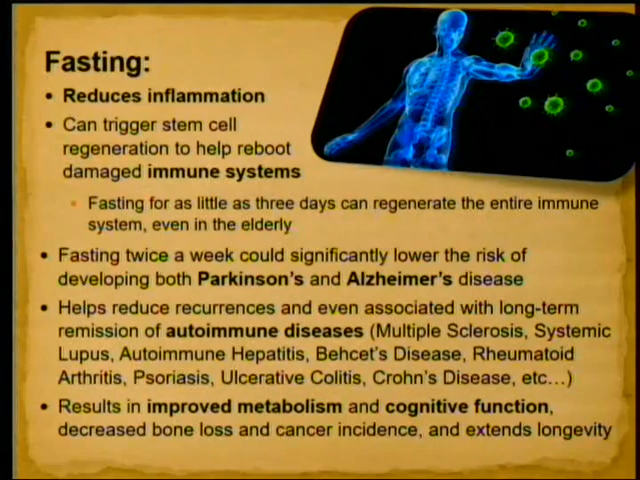 Fasting:
• Reduces inflammation
• Can trigger stem cell
regeneration to help reboot
damaged immune systems
▪ Fasting for as little as three days can regenerate the entire immune
system, even in the elderly
• Fasting twice a week could significantly lower the risk of
developing both Parkinson's and Alzheimer's disease
• Helps reduce recurrences and even associated with long-term
remission of autoimmune diseases (Multiple Sclerosis, Systemic
Lupus, Autoimmune Hepatitis, Behcet's Disease, Rheumatoid
Arthritis, Psoriasis, Ulcerative Colitis, Crohn's Disease, etc…)
• Results in improved metabolism and cognitive function,
decreased bone loss and cancer incidence, and extends longevity